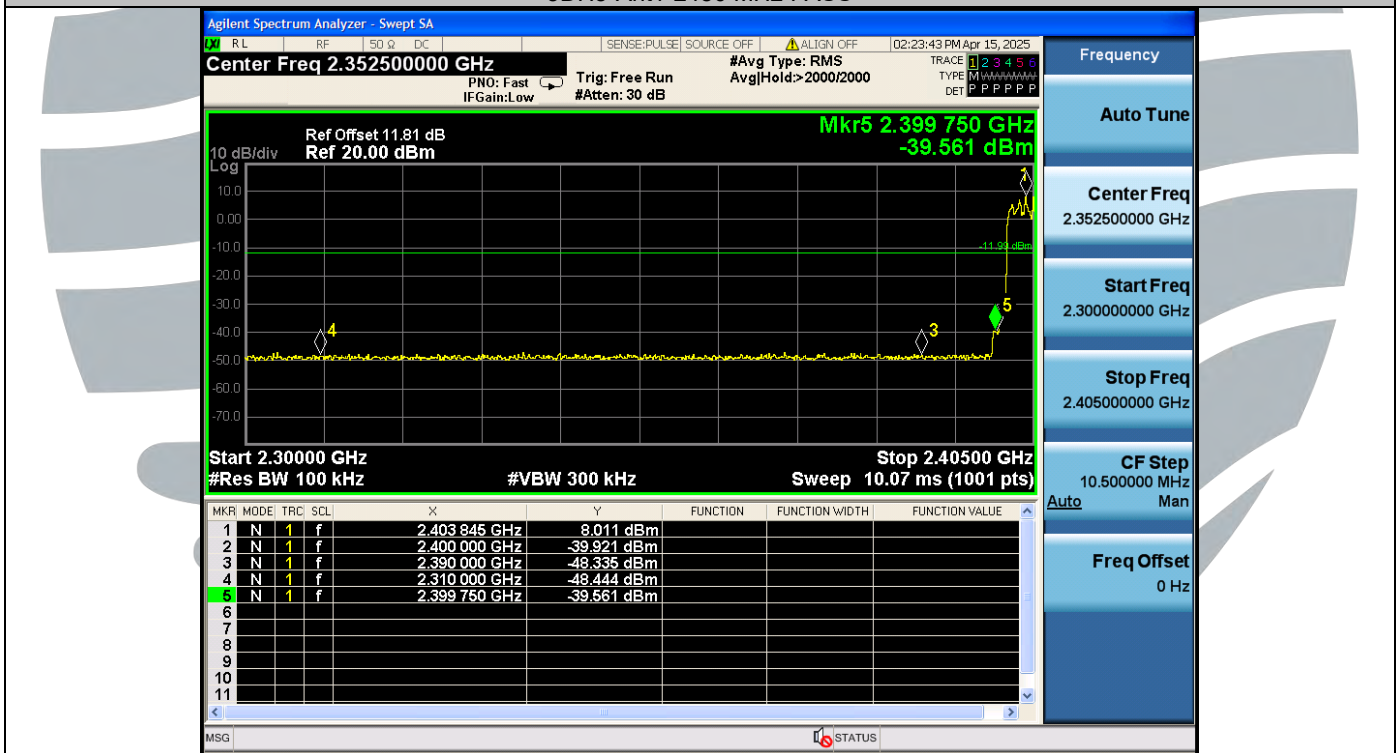 Agilent Spectrum Analyzer - Swept SA
LXI RL RF 50 Ω DC SENSE:PULSE SOURCE OFF ⚠ALIGN OFF 02:23:43 PM Apr 15, 2025
Center Freq 2.352500000 GHz #Avg Type: RMS TRACE 1 2 3 4 5 6
PNO: Fast Trig: Free Run Avg|Hold:>2000/2000 TYPE M WWWWW
IFGain:Low #Atten: 30 dB DET P P P P P P
Mkr5 2.399 750 GHz
Ref Offset 11.81 dB
10 dB/div Ref 20.00 dBm -39.561 dBm
Log
1
10.0
0.00
-10.0
-11.99 dBm
-20.0
-30.0
5
-40.0
4
3
-50.0
-60.0
-70.0
Start 2.30000 GHz Stop 2.40500 GHz
#Res BW 100 kHz #VBW 300 kHz Sweep 10.07 ms (1001 pts)
MKR MODE TRC SCL X Y FUNCTION FUNCTION WIDTH FUNCTION VALUE
1 N 1 f 2.403 845 GHz 8.011 dBm
2 N 1 f 2.400 000 GHz -39.921 dBm
3 N 1 f 2.390 000 GHz -48.335 dBm
4 N 1 f 2.310 000 GHz -48.444 dBm
5 N 1 f 2.399 750 GHz -39.561 dBm
6
7
8
9
10
11
MSG STATUS
Frequency
Auto Tune
Center Freq
2.352500000 GHz
Start Freq
2.300000000 GHz
Stop Freq
2.405000000 GHz
CF Step
10.500000 MHz
Auto Man
Freq Offset
0 Hz